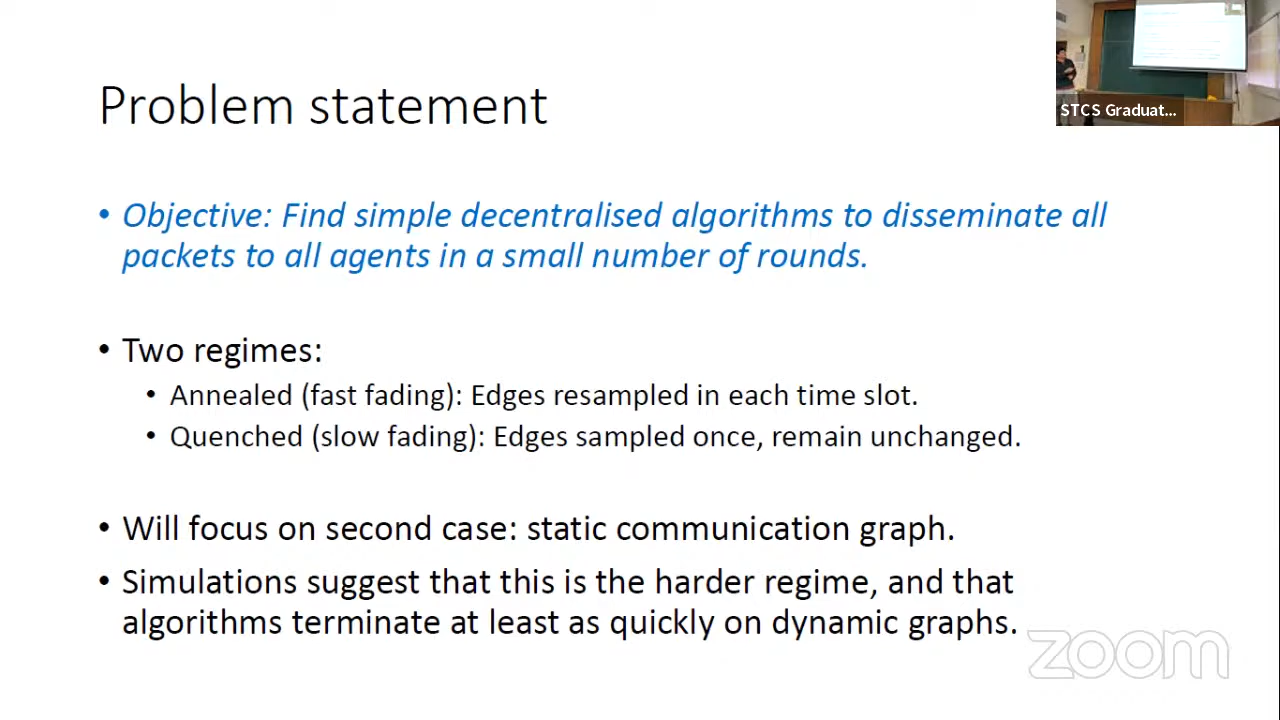 Problem statement
• Objective: Find simple decentralised algorithms to disseminate all
packets to all agents in a small number of rounds.
• Two regimes:
• Annealed (fast fading): Edges resampled in each time slot.
• Quenched (slow fading): Edges sampled once, remain unchanged.
• Will focus on second case: static communication graph.
• Simulations suggest that this is the harder regime, and that
algorithms terminate at least as quickly on dynamic graphs.
STCS Graduat...
zoom